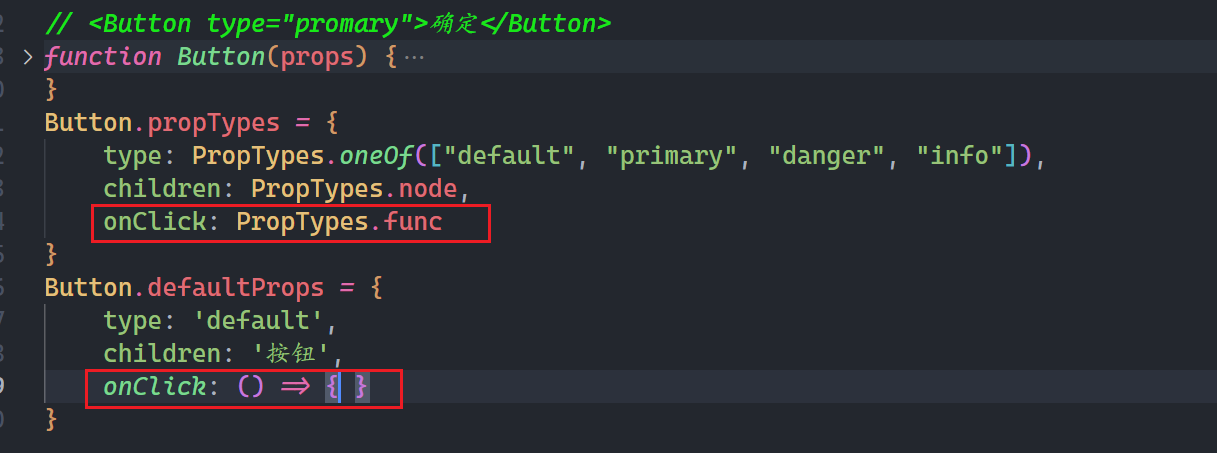 // <Button type="promary">确定</Button>
function Button(props) { ···
}
Button.propTypes = {
type: PropTypes.oneOf(["default", "primary", "danger", "info"]),
children: PropTypes.node,
onClick: PropTypes.func
}
Button.defaultProps = {
type: 'default',
children: '按钮',
onClick: () => { }
}